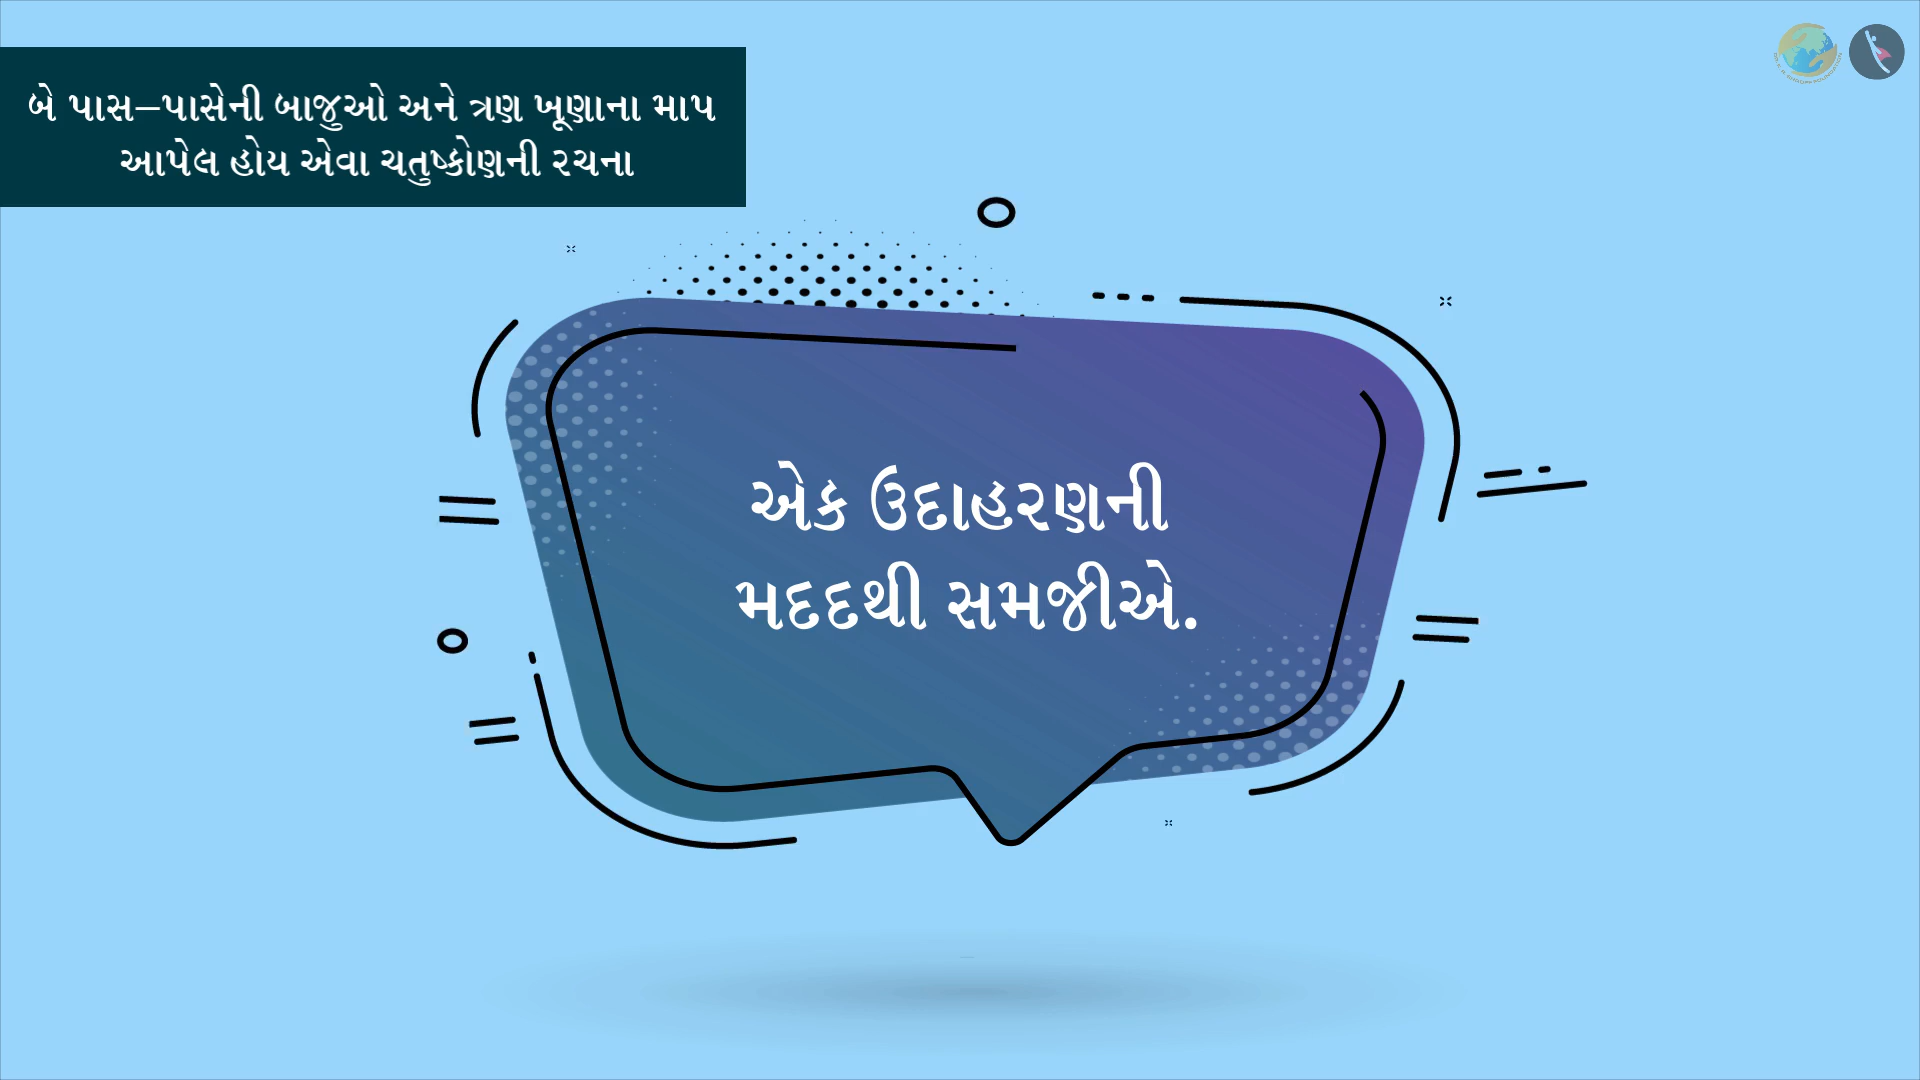 બે પાસ–પાસેની બાજુઓ અને ત્રણ ખૂણાના માપ
આપેલ હોય એવા ચતુષ્કોણની રચના
એક ઉદાહરણની
મદદથી સમજીએ.